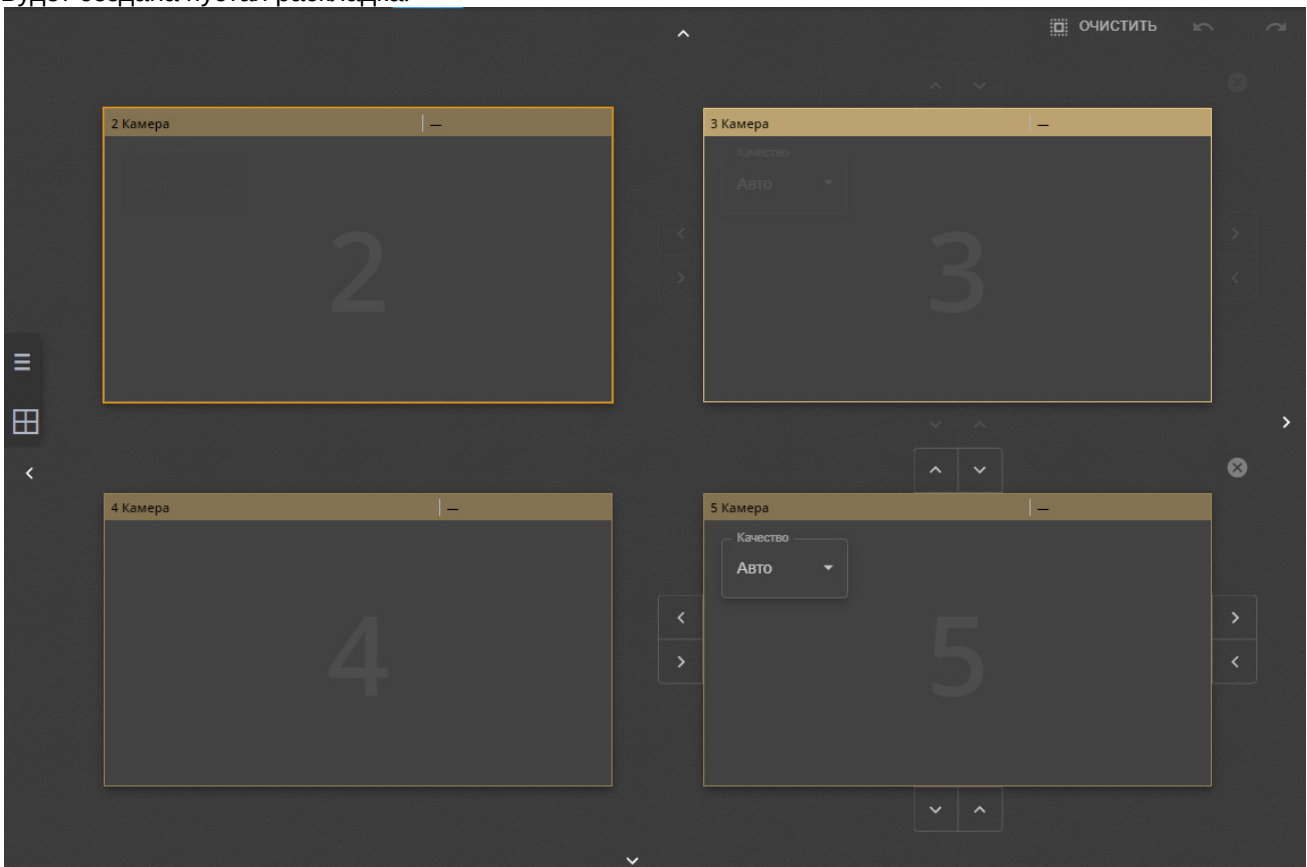 Будет создана пустая раскладка.
ОЧИСТИТЬ
2 Камера —
3 Камера —
Качество
Авто
2
3
4 Камера —
5 Камера —
Качество
Авто
4
5